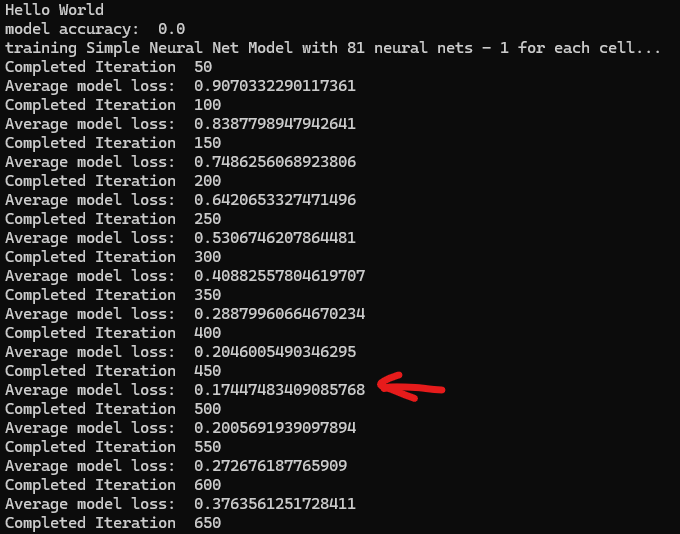 Hello World
model accuracy:  0.0
training Simple Neural Net Model with 81 neural nets - 1 for each cell...
Completed Iteration  50
Average model loss:  0.9070332290117361
Completed Iteration  100
Average model loss:  0.8387798947942641
Completed Iteration  150
Average model loss:  0.7486256068923806
Completed Iteration  200
Average model loss:  0.6420653327471496
Completed Iteration  250
Average model loss:  0.5306746207864481
Completed Iteration  300
Average model loss:  0.40882557804619707
Completed Iteration  350
Average model loss:  0.28879960664670234
Completed Iteration  400
Average model loss:  0.2046005490346295
Completed Iteration  450
Average model loss:  0.17447483409085768
Completed Iteration  500
Average model loss:  0.2005691939097894
Completed Iteration  550
Average model loss:  0.272676187765909
Completed Iteration  600
Average model loss:  0.3763561251728411
Completed Iteration  650